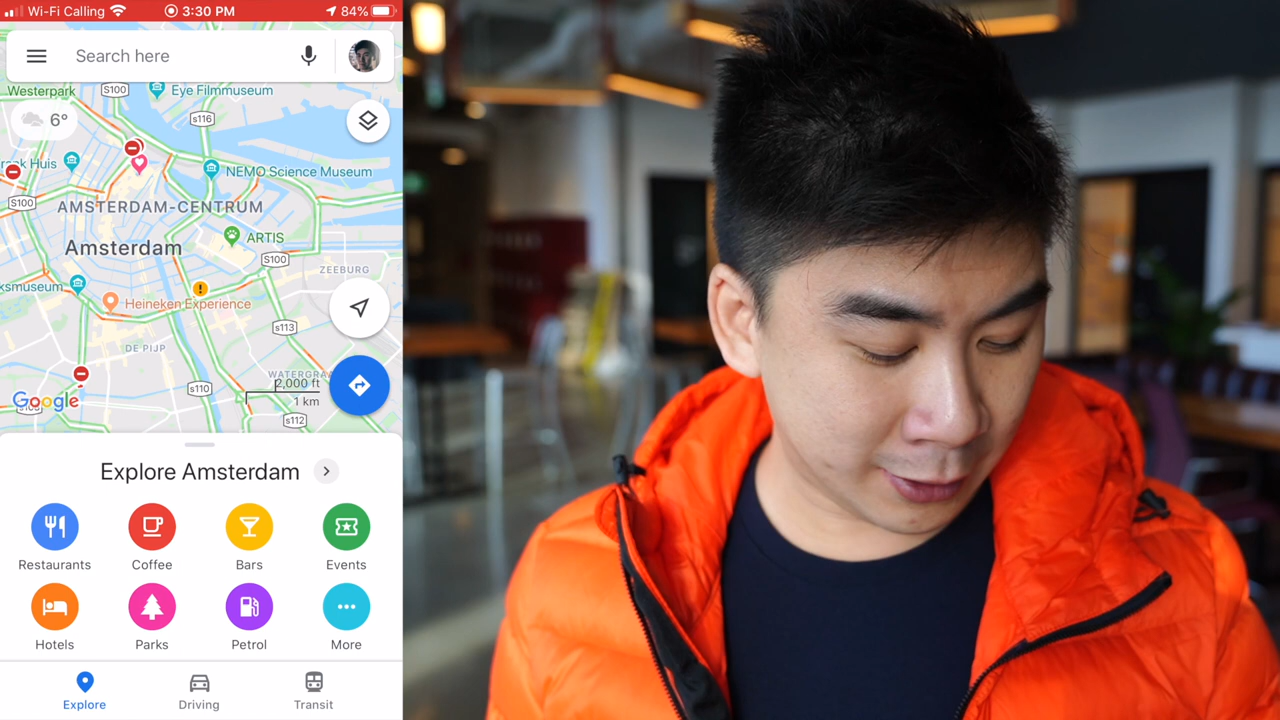 Wi-Fi Calling 3:30 PM 84%
Search here
Westerpark S100 Eye Filmmuseum
s116
6°
Huis
NEMO Science Museum
S100
AMSTERDAM-CENTRUM
Amsterdam
ARTIS
S100
ZEEBURG
Heineken Experience
s113
DE PIJP
2,000 ft
s110
Google
1 km
s112
Explore Amsterdam
Restaurants Coffee Bars Events
Hotels Parks Petrol More
Explore Driving Transit